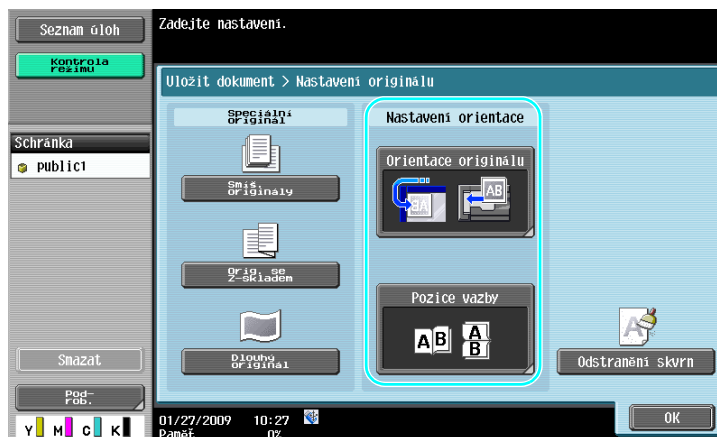 Seznam úloh
Zadejte nastavení.
Kontrola
režimu
Uložit dokument > Nastavení originálu
Speciální
originál
Nastavení orientace
Schránka
public1
Orientace originálu
AB
AB
Smíš.
originály
Orig. se
Z-skladem
Pozice vazby
A B
A
B
Dlouhý
originál
A
Odstranění skvrn
Smazat
Pod-
rob.
OK
Y M C K
01/27/2009 10:27
Paměť 0%